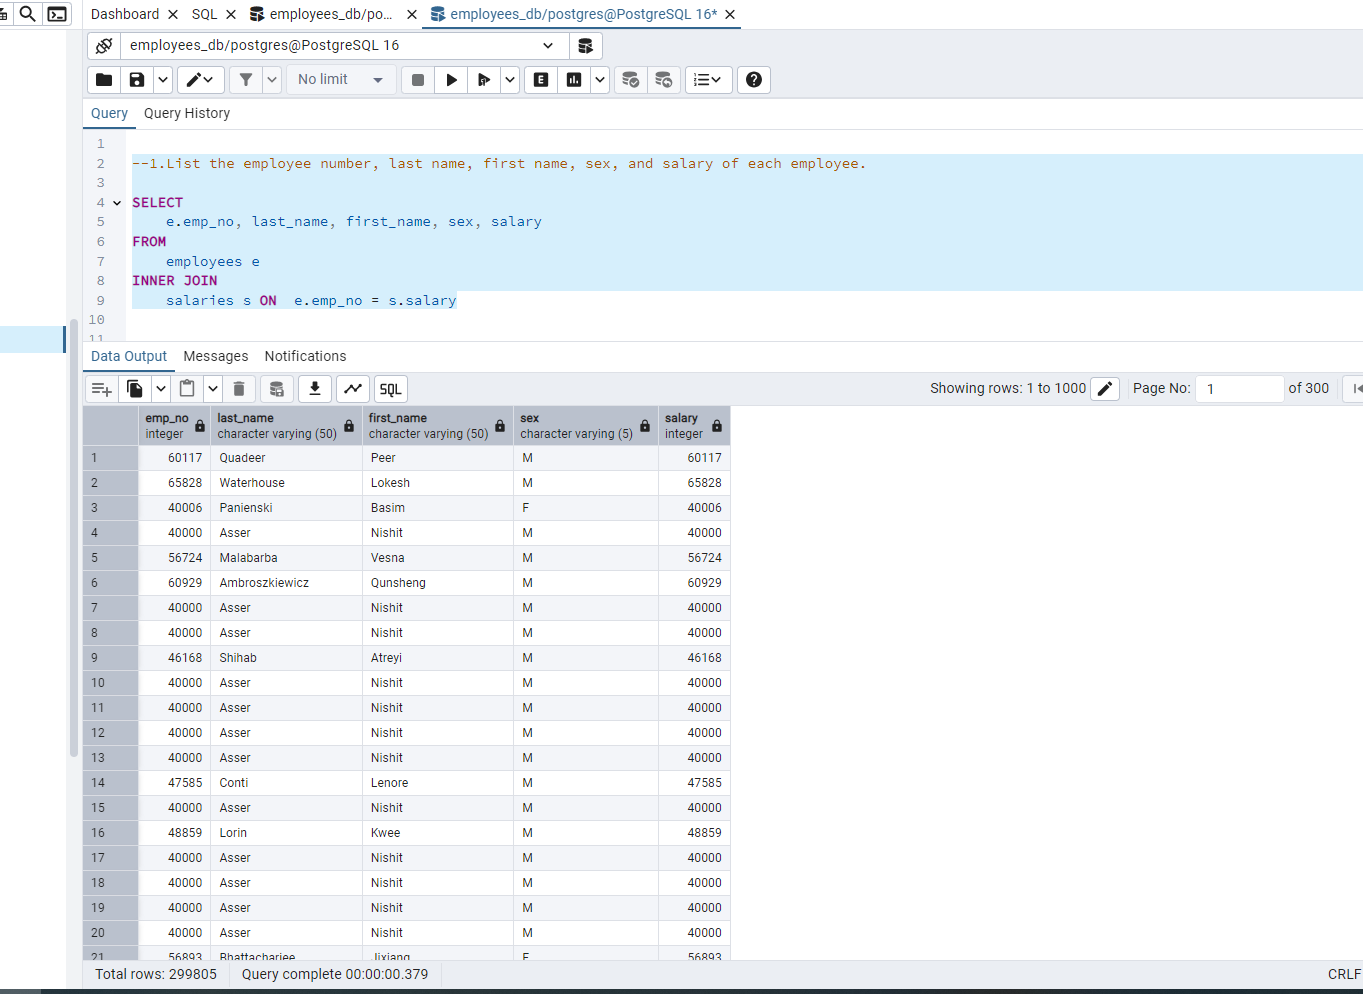 Dashboard SQL employees_db/po... employees_db/postgres@PostgreSQL 16*
employees_db/postgres@PostgreSQL 16
No limit E
Query Query History
1
2 --1.List the employee number, last name, first name, sex, and salary of each employee.
3
4 SELECT
5 e.emp_no, last_name, first_name, sex, salary
6 FROM
7 employees e
8 INNER JOIN
9 salaries s ON  e.emp_no = s.salary
10
11
Data Output Messages Notifications
SQL Showing rows: 1 to 1000 Page No: 1 of 300
emp_no last_name first_name sex salary
integer character varying (50) character varying (50) character varying (5) integer
1 60117 Quadeer Peer M 60117
2 65828 Waterhouse Lokesh M 65828
3 40006 Panienski Basim F 40006
4 40000 Asser Nishit M 40000
5 56724 Malabarba Vesna M 56724
6 60929 Ambroszkiewicz Qunsheng M 60929
7 40000 Asser Nishit M 40000
8 40000 Asser Nishit M 40000
9 46168 Shihab Atreyi M 46168
10 40000 Asser Nishit M 40000
11 40000 Asser Nishit M 40000
12 40000 Asser Nishit M 40000
13 40000 Asser Nishit M 40000
14 47585 Conti Lenore M 47585
15 40000 Asser Nishit M 40000
16 48859 Lorin Kwee M 48859
17 40000 Asser Nishit M 40000
18 40000 Asser Nishit M 40000
19 40000 Asser Nishit M 40000
20 40000 Asser Nishit M 40000
21 56893 Bhattacharjee Jixiang F 56893
Total rows: 299805 Query complete 00:00:00.379 CRLF